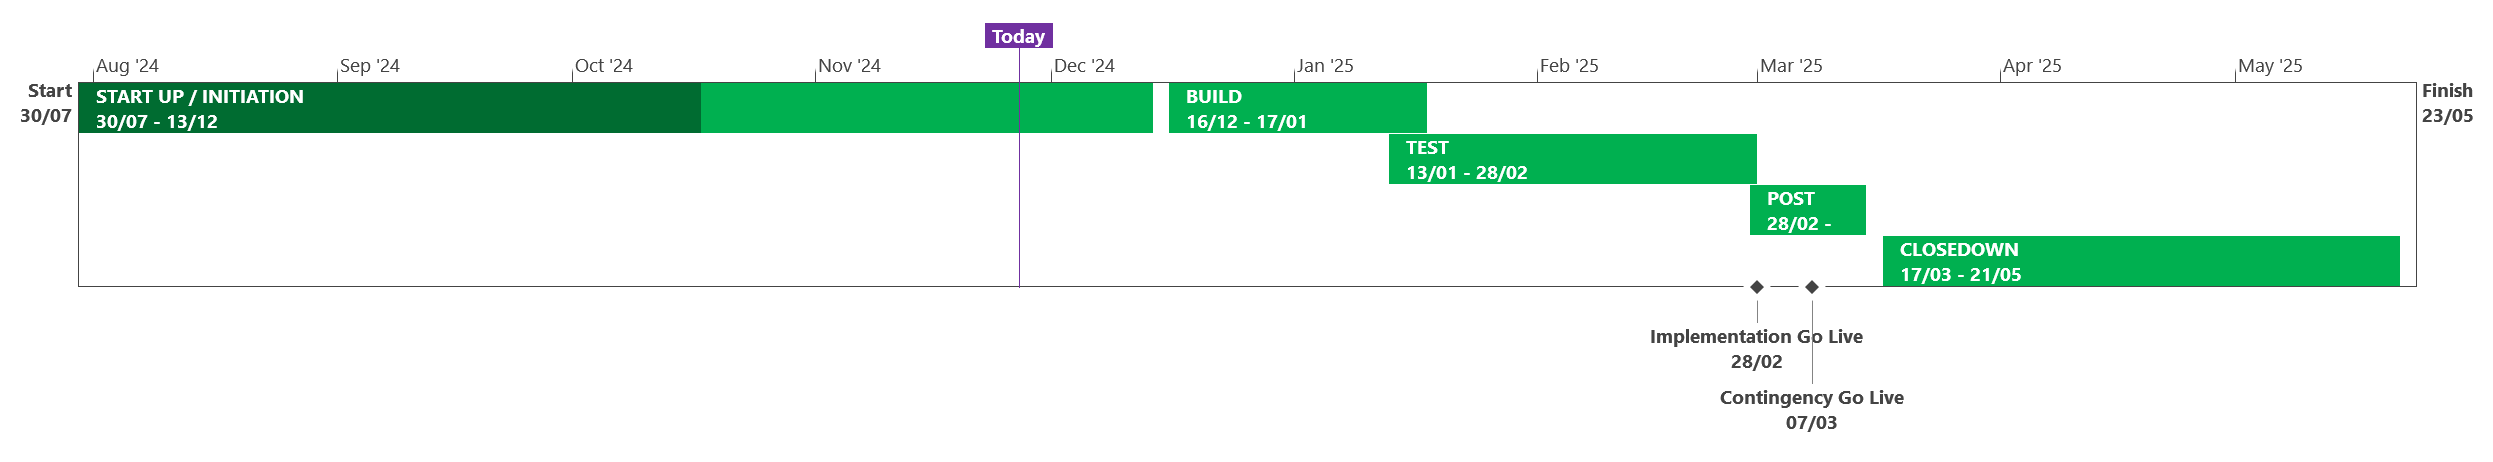 Today
Aug '24 Sep '24 Oct '24 Nov '24 Dec '24 Jan '25 Feb '25 Mar '25 Apr '25 May '25
Start
30/07
START UP / INITIATION
30/07 - 13/12
BUILD
16/12 - 17/01
Finish
23/05
TEST
13/01 - 28/02
POST
28/02 -
CLOSEDOWN
17/03 - 21/05
Implementation Go Live
28/02
Contingency Go Live
07/03